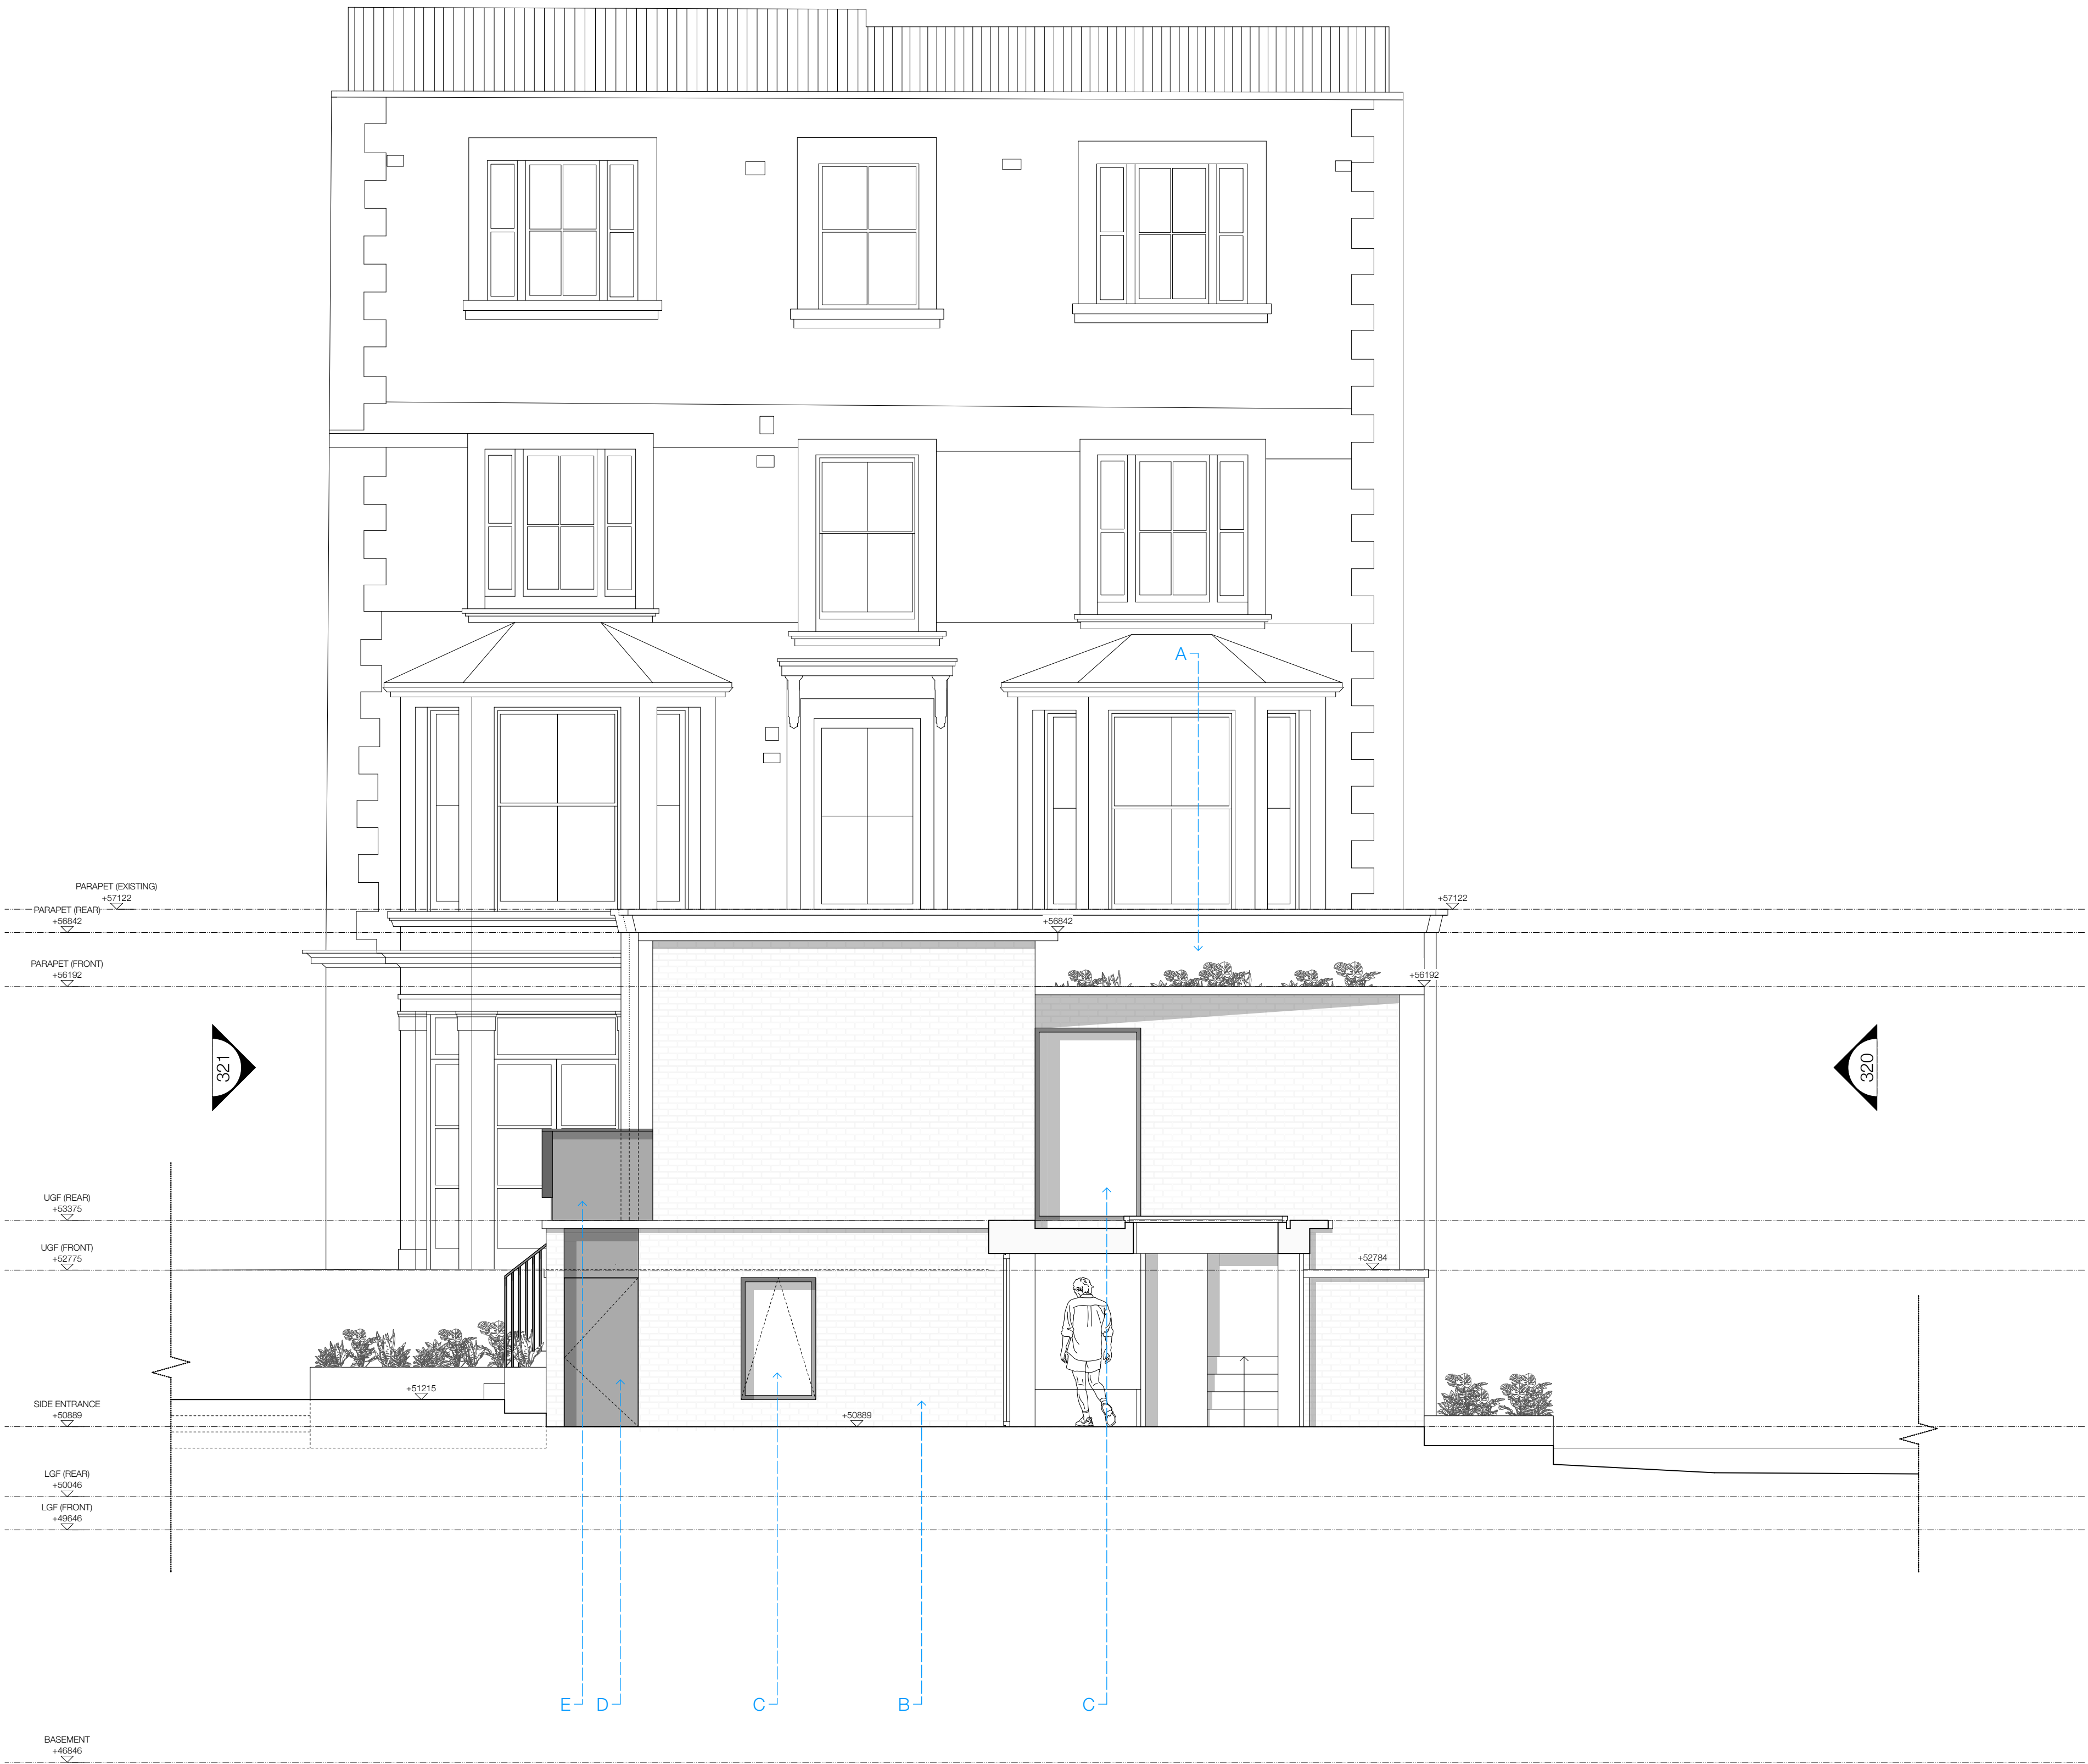 A
PARAPET (EXISTING)
+57122
+57122
PARAPET (REAR)
+56842
+56842
PARAPET (FRONT)
+56192
+56192
321
320
UGF (REAR)
+53375
UGF (FRONT)
+52775
+52784
+51215
SIDE ENTRANCE
+50889
+50889
LGF (REAR)
+50046
LGF (FRONT)
+49646
E
D
C
B
C
BASEMENT
+46846